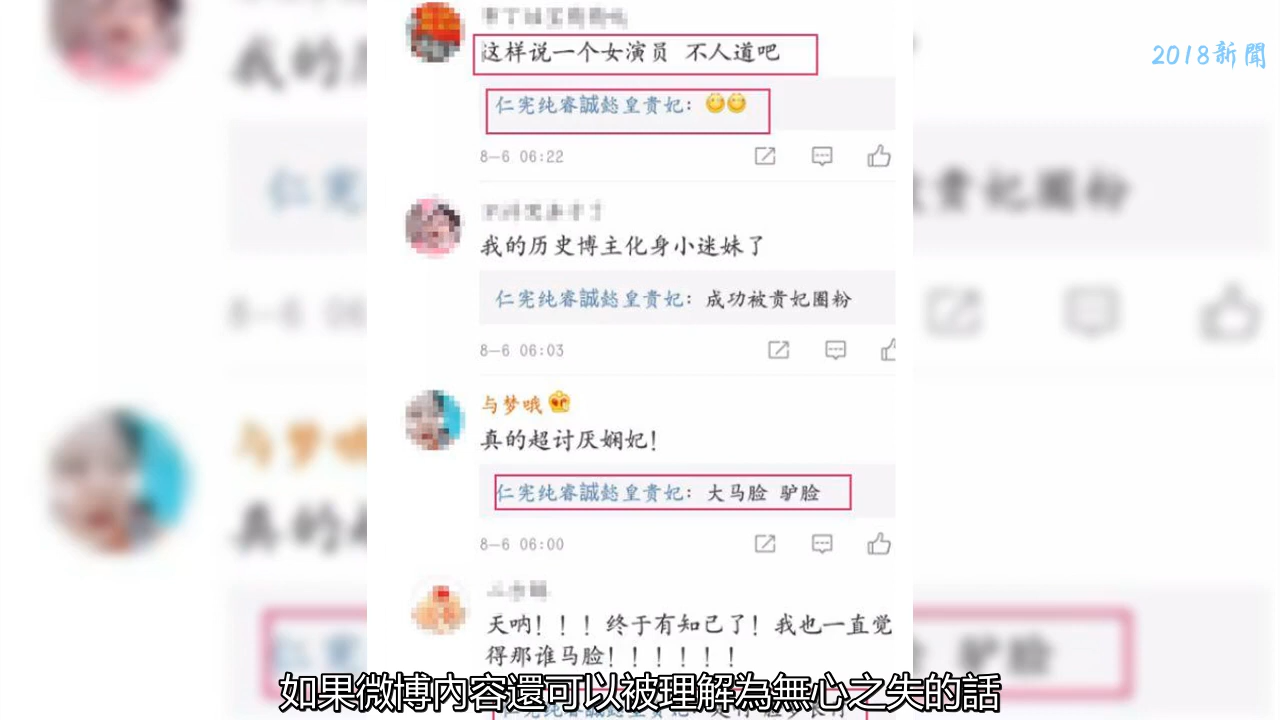 2018新聞
这样说一个女演员 不人道吧
仁宪纯睿誠懿皇贵妃：
8-6 06:22
我的历史博主化身小迷妹了
仁宪纯睿誠懿皇贵妃：成功被贵妃圈粉
8-6 06:03
与梦哦
真的超讨厌娴妃！
仁宪纯睿誠懿皇贵妃：大马脸 驴脸
8-6 06:00
天呐！！！终于有知己了！我也一直觉
得那谁马脸！！！！！！
如果微博內容還可以被理解為無心之失的話